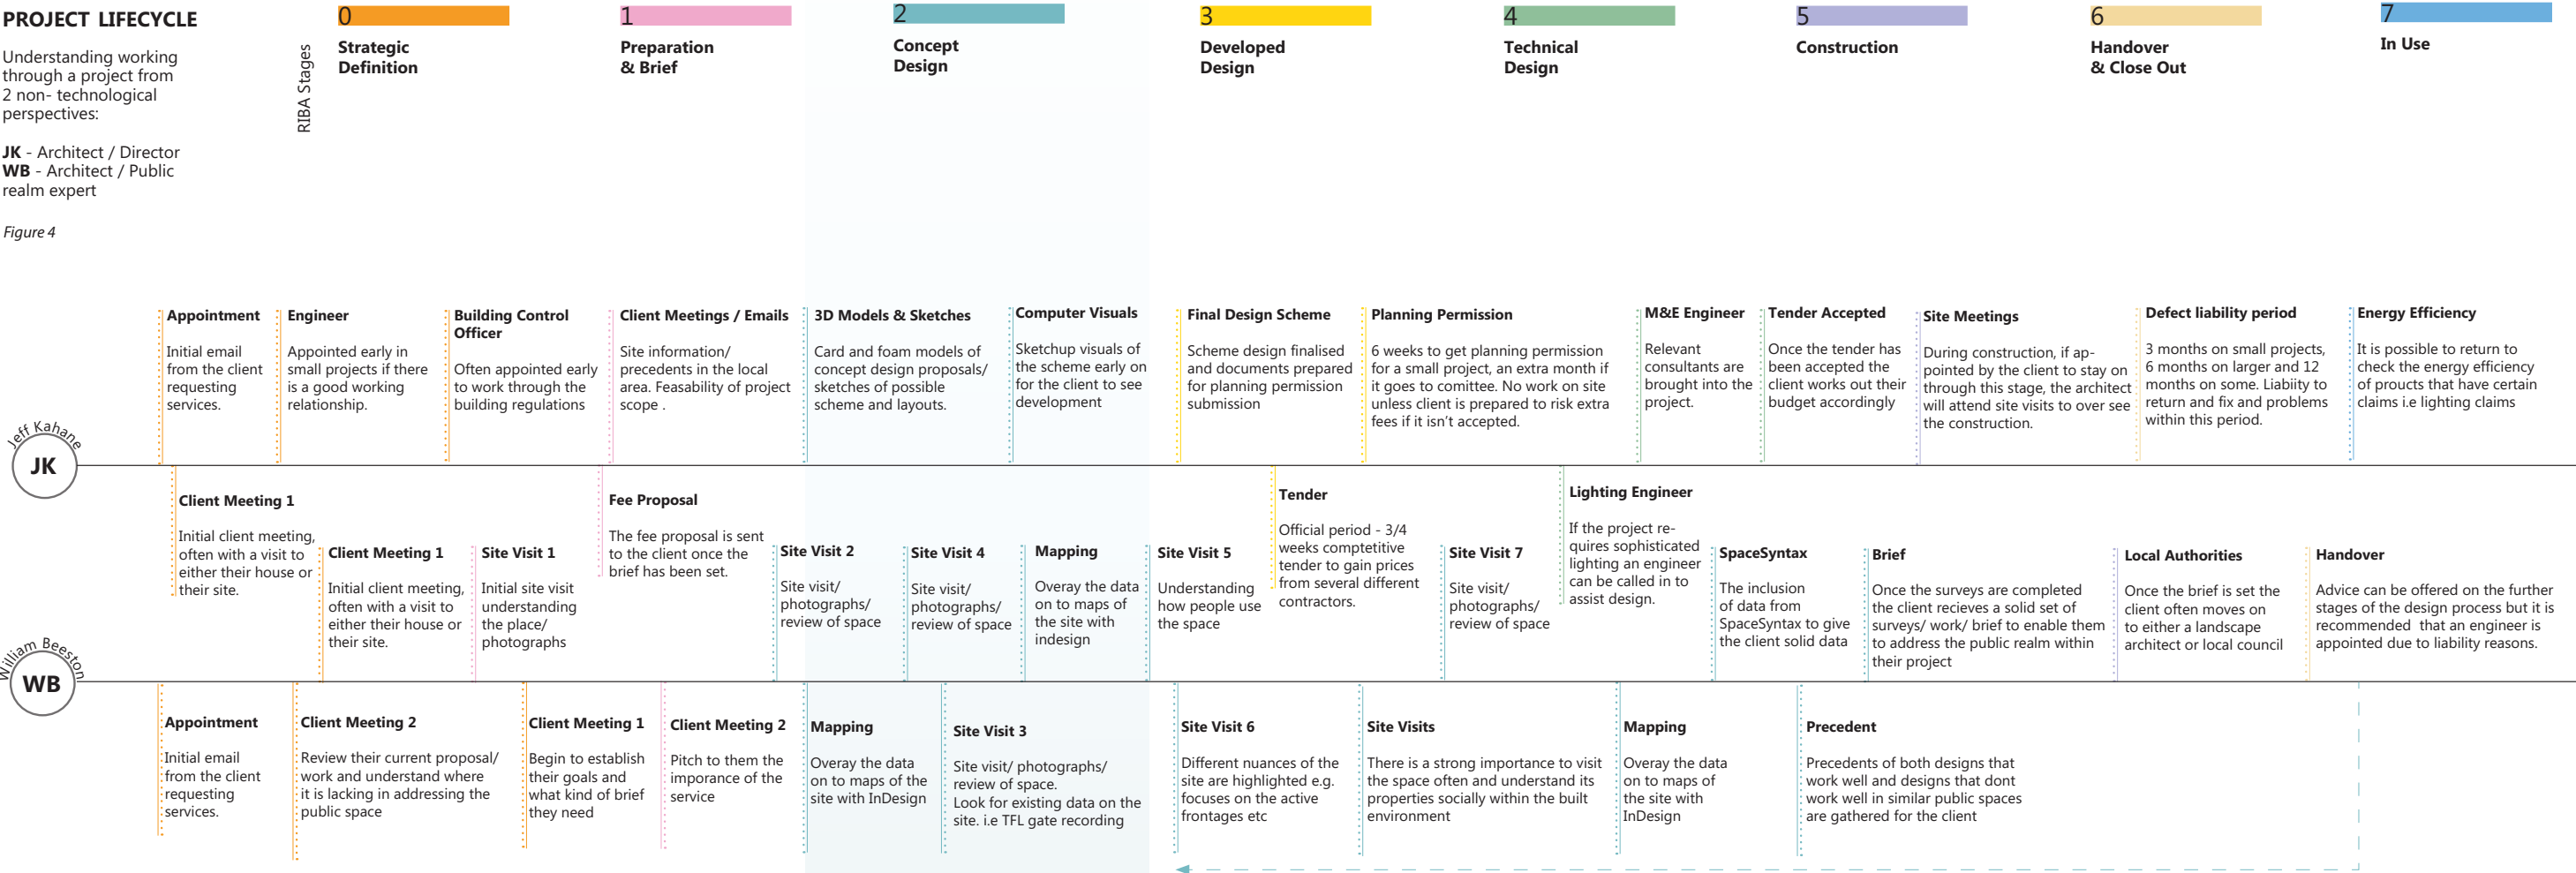 PROJECT LIFECYCLE
Understanding working
through a project from
2 non- technological
perspectives:
JK - Architect / Director
WB - Architect / Public
realm expert
Figure 4
RIBA Stages
0
Strategic
Definition
1
Preparation
& Brief
2
Concept
Design
3
Developed
Design
4
Technical
Design
5
Construction
6
Handover
& Close Out
7
In Use
Jeff Kahane
JK
Appointment
Initial email
from the client
requesting
services.
Engineer
Appointed early in
small projects if there
is a good working
relationship.
Building Control
Officer
Often appointed early
to work through the
building regulations
Client Meetings / Emails
Site information/
precedents in the local
area. Feasability of project
scope .
3D Models & Sketches
Card and foam models of
concept design proposals/
sketches of possible
scheme and layouts.
Computer Visuals
Sketchup visuals of
the scheme early on
for the client to see
development
Final Design Scheme
Scheme design finalised
and documents prepared
for planning permission
submission
Planning Permission
6 weeks to get planning permission
for a small project, an extra month if
it goes to comittee. No work on site
unless client is prepared to risk extra
fees if it isn't accepted.
M&E Engineer
Relevant
consultants are
brought into the
project.
Tender Accepted
Once the tender has
been accepted the
client works out their
budget accordingly
Site Meetings
During construction, if ap-
pointed by the client to stay on
through this stage, the architect
will attend site visits to over see
the construction.
Defect liability period
3 months on small projects,
6 months on larger and 12
months on some. Liabiity to
return and fix and problems
within this period.
Energy Efficiency
It is possible to return to
check the energy efficiency
of proucts that have certain
claims i.e lighting claims
Client Meeting 1
Initial client meeting,
often with a visit to
either their house or
their site.
Fee Proposal
The fee proposal is sent
to the client once the
brief has been set.
Tender
Official period - 3/4
weeks comptetitive
tender to gain prices
from several different
contractors.
Lighting Engineer
If the project re-
quires sophisticated
lighting an engineer
can be called in to
assist design.
William Beeston
WB
Client Meeting 1
Initial client meeting,
often with a visit to
either their house or
their site.
Site Visit 1
Initial site visit
understanding
the place/
photographs
Site Visit 2
Site visit/
photographs/
review of space
Site Visit 4
Site visit/
photographs/
review of space
Mapping
Overay the data
on to maps of
the site with
indesign
Site Visit 5
Understanding
how people use
the space
Site Visit 7
Site visit/
photographs/
review of space
SpaceSyntax
The inclusion
of data from
SpaceSyntax to give
the client solid data
Brief
Once the surveys are completed
the client recieves a solid set of
surveys/ work/ brief to enable them
to address the public realm within
their project
Local Authorities
Once the brief is set the
client often moves on
to either a landscape
architect or local council
Handover
Advice can be offered on the further
stages of the design process but it is
recommended that an engineer is
appointed due to liability reasons.
Appointment
Initial email
from the client
requesting
services.
Client Meeting 2
Review their current proposal/
work and understand where
it is lacking in addressing the
public space
Client Meeting 1
Begin to establish
their goals and
what kind of brief
they need
Client Meeting 2
Pitch to them the
imporance of the
service
Mapping
Overay the data
on to maps of the
site with InDesign
Site Visit 3
Site visit/ photographs/
review of space.
Look for existing data on the
site. i.e TFL gate recording
Site Visit 6
Different nuances of the
site are highlighted e.g.
focuses on the active
frontages etc
Site Visits
There is a strong importance to visit
the space often and understand its
properties socially within the built
environment
Mapping
Overay the data
on to maps of
the site with
InDesign
Precedent
Precedents of both designs that
work well and designs that dont
work well in similar public spaces
are gathered for the client